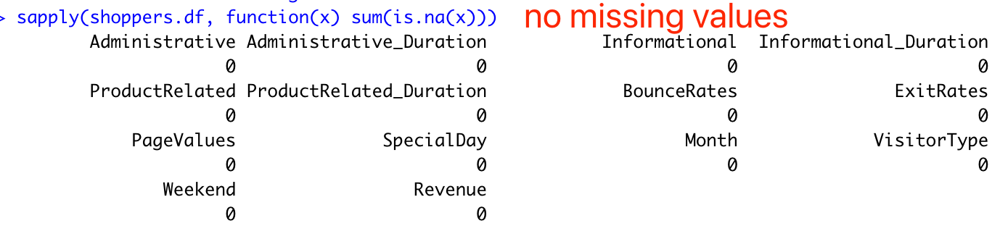 > sapply(shoppers.df, function(x) sum(is.na(x))) no missing values
Administrative Administrative_Duration Informational Informational_Duration
0 0 0 0
ProductRelated ProductRelated_Duration BounceRates ExitRates
0 0 0 0
PageValues SpecialDay Month VisitorType
0 0 0 0
Weekend Revenue
0 0